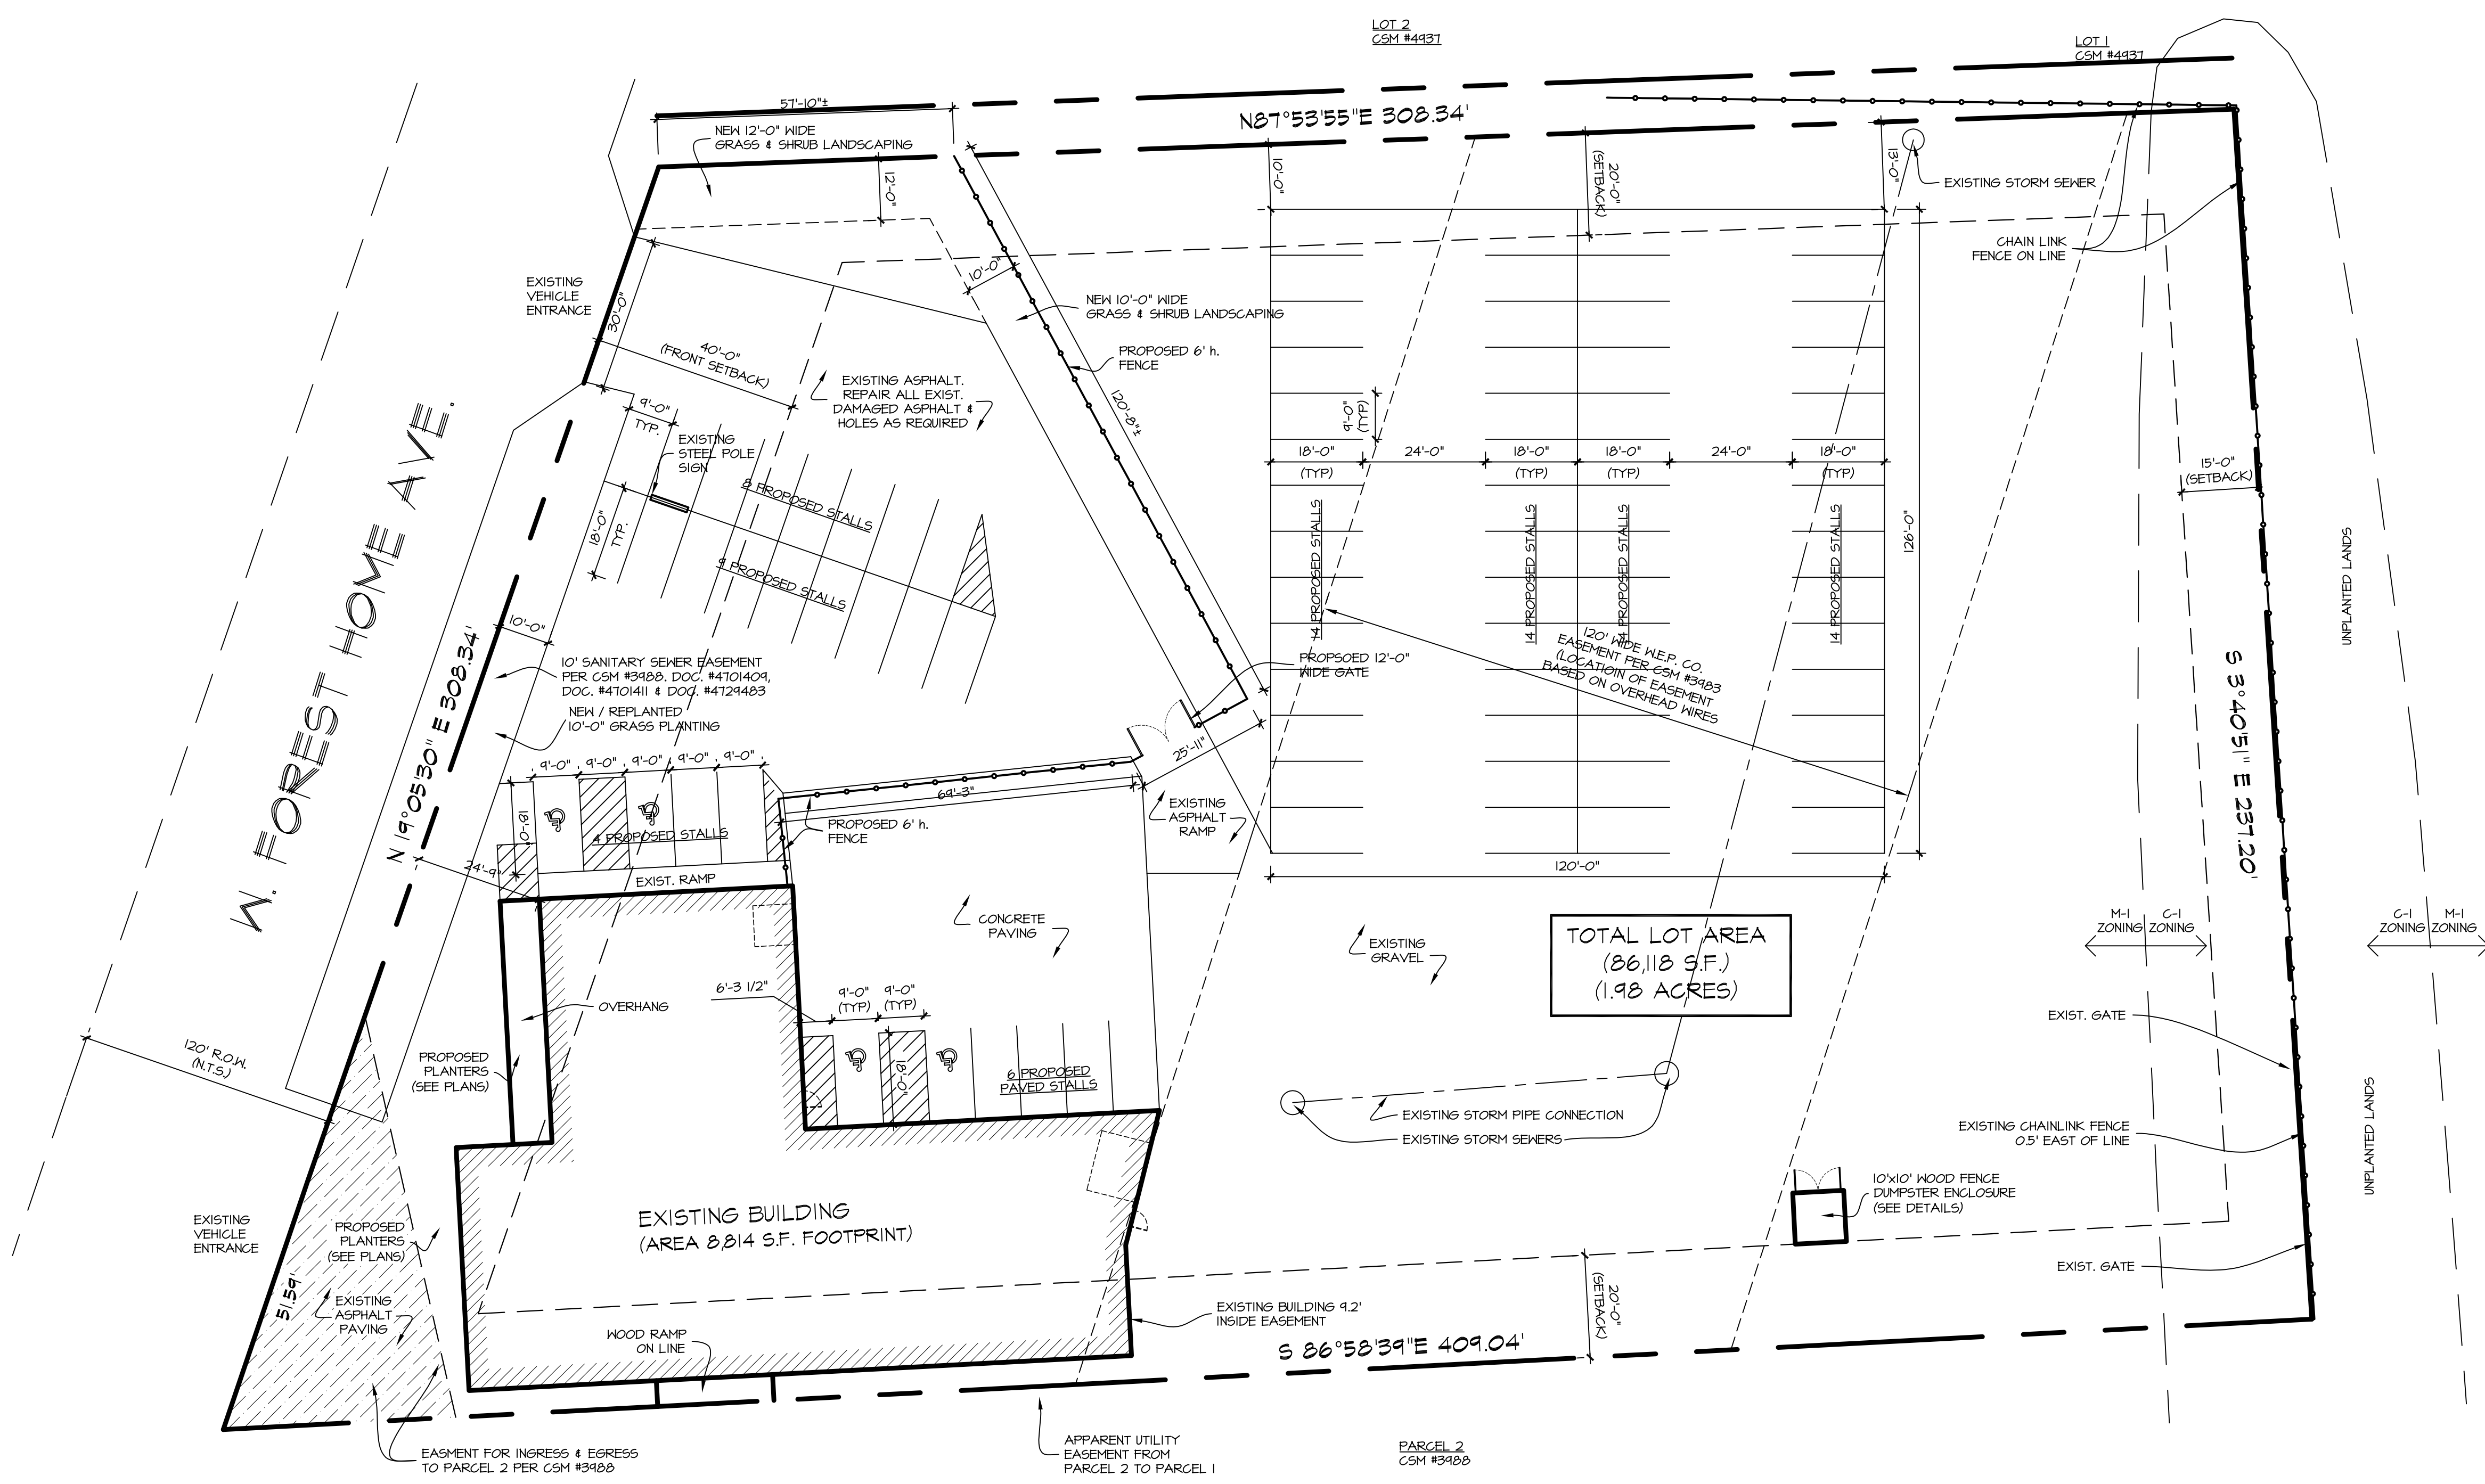 LOT 2
CSM #4937
LOT 1
CSM #4937
57'-10"±
N87°53'55"E 308.34'
NEW 12'-0" WIDE
GRASS & SHRUB LANDSCAPING
12'-0"
10'-0"
20'-0"
(SETBACK)
13'-0"
EXISTING STORM SEWER
CHAIN LINK
FENCE ON LINE
EXISTING
VEHICLE
ENTRANCE
30'-0"
10'-0"
NEW 10'-0" WIDE
GRASS & SHRUB LANDSCAPING
40'-0"
(FRONT SETBACK)
PROPOSED 6' h.
FENCE
EXISTING ASPHALT.
REPAIR ALL EXIST.
DAMAGED ASPHALT &
HOLES AS REQUIRED
120'-8"±
9'-0"
TYP.
9'-0"
(TYP)
EXISTING
STEEL POLE
SIGN
18'-0"
(TYP)
24'-0"
18'-0"
(TYP)
18'-0"
(TYP)
24'-0"
18'-0"
(TYP)
15'-0"
(SETBACK)
W. FOREST HOME AVE.
8 PROPOSED STALLS
9 PROPOSED STALLS
18'-0"
TYP.
14 PROPOSED STALLS
14 PROPOSED STALLS
14 PROPOSED STALLS
14 PROPOSED STALLS
126'-0"
UNPLANTED LANDS
10'-0"
N 19°05'30" E 308.34'
10' SANITARY SEWER EASEMENT
PER CSM #3988. DOC. #4701409,
DOC. #4701411 & DOC. #4729483
NEW / REPLANTED
10'-0" GRASS PLANTING
PROPSOED 12'-0"
WIDE GATE
120' WIDE W.E.P. CO.
EASEMENT PER CSM #3983
(LOCATIOIN OF EASEMENT
BASED ON OVERHEAD WIRES
S 3°40'51" E 237.20'
25'-11"
9'-0"
9'-0"
9'-0"
9'-0"
9'-0"
69'-3"
18'-0"
4 PROPOSED STALLS
PROPOSED 6' h.
FENCE
EXISTING
ASPHALT
RAMP
24'-9"
EXIST. RAMP
120'-0"
CONCRETE
PAVING
EXISTING
GRAVEL
TOTAL LOT AREA
(86,118 S.F.)
(1.98 ACRES)
M-1
ZONING
C-1
ZONING
C-1
ZONING
M-1
ZONING
6'-3 1/2"
9'-0"
(TYP)
9'-0"
(TYP)
OVERHANG
EXIST. GATE
120' R.O.W.
(N.T.S.)
PROPOSED
PLANTERS
(SEE PLANS)
18'-0"
6 PROPOSED
PAVED STALLS
EXISTING STORM PIPE CONNECTION
EXISTING STORM SEWERS
EXISTING CHAINLINK FENCE
0.5' EAST OF LINE
UNPLANTED LANDS
10'x10' WOOD FENCE
DUMPSTER ENCLOSURE
(SEE DETAILS)
EXISTING
VEHICLE
ENTRANCE
PROPOSED
PLANTERS
(SEE PLANS)
EXISTING BUILDING
(AREA 8,814 S.F. FOOTPRINT)
EXIST. GATE
51.59'
EXISTING
ASPHALT
PAVING
WOOD RAMP
ON LINE
EXISTING BUILDING 9.2'
INSIDE EASEMENT
20'-0"
(SETBACK)
S 86°58'39"E 409.04'
EASMENT FOR INGRESS & EGRESS
TO PARCEL 2 PER CSM #3988
APPARENT UTILITY
EASEMENT FROM
PARCEL 2 TO PARCEL 1
PARCEL 2
CSM #3988